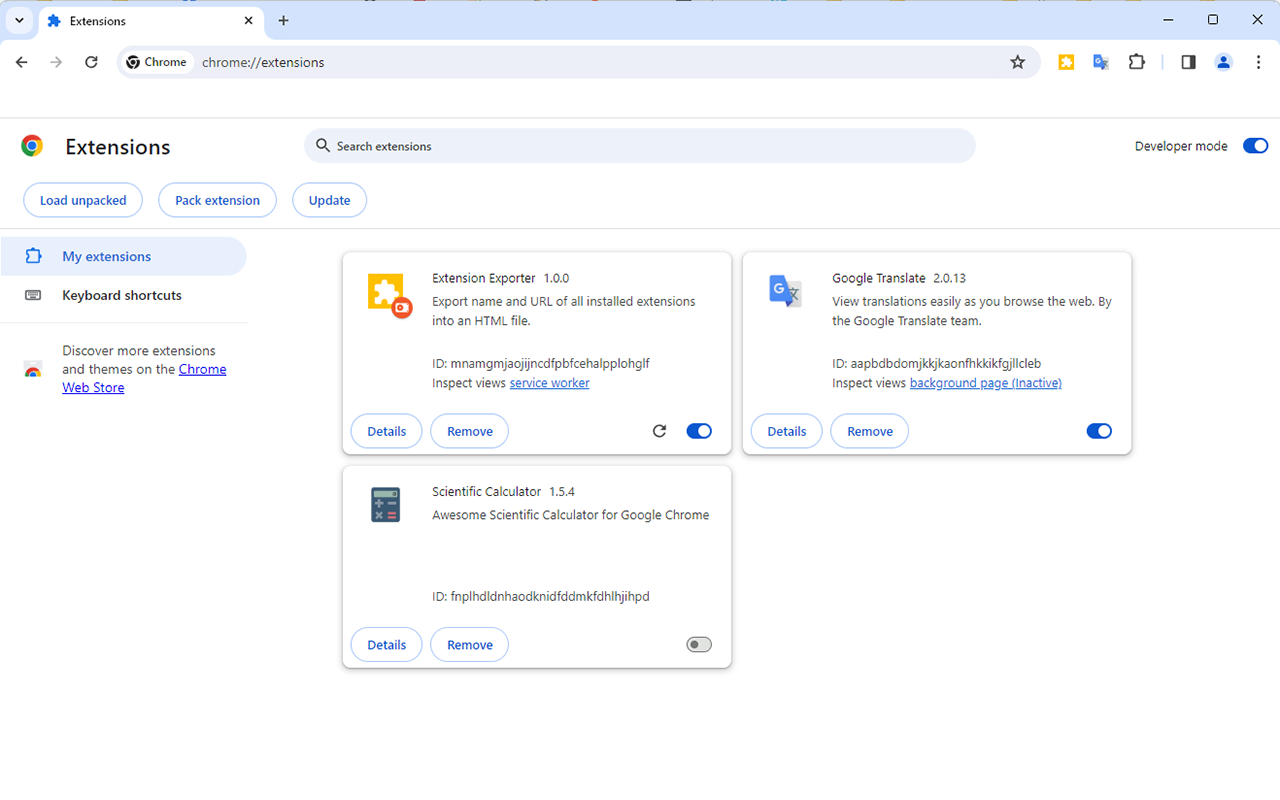 Extensions
Chrome
chrome://extensions
Extensions
Search extensions
Developer mode
Load unpacked
Pack extension
Update
My extensions
Keyboard shortcuts
Discover more extensions
and themes on the Chrome
Web Store
Extension Exporter 1.0.0
Export name and URL of all installed extensions
into an HTML file.
ID: mnamgmjaojijncdfpbfcehalpplohglf
Inspect views service worker
Details
Remove
Google Translate 2.0.13
View translations easily as you browse the web. By
the Google Translate team.
ID: aapbdbdomjkkjkaonfhkkikfgjllcleb
Inspect views background page (Inactive)
Details
Remove
Scientific Calculator 1.5.4
Awesome Scientific Calculator for Google Chrome
ID: fnplhdldnhaodknidfddmkfdhlhjihpd
Details
Remove